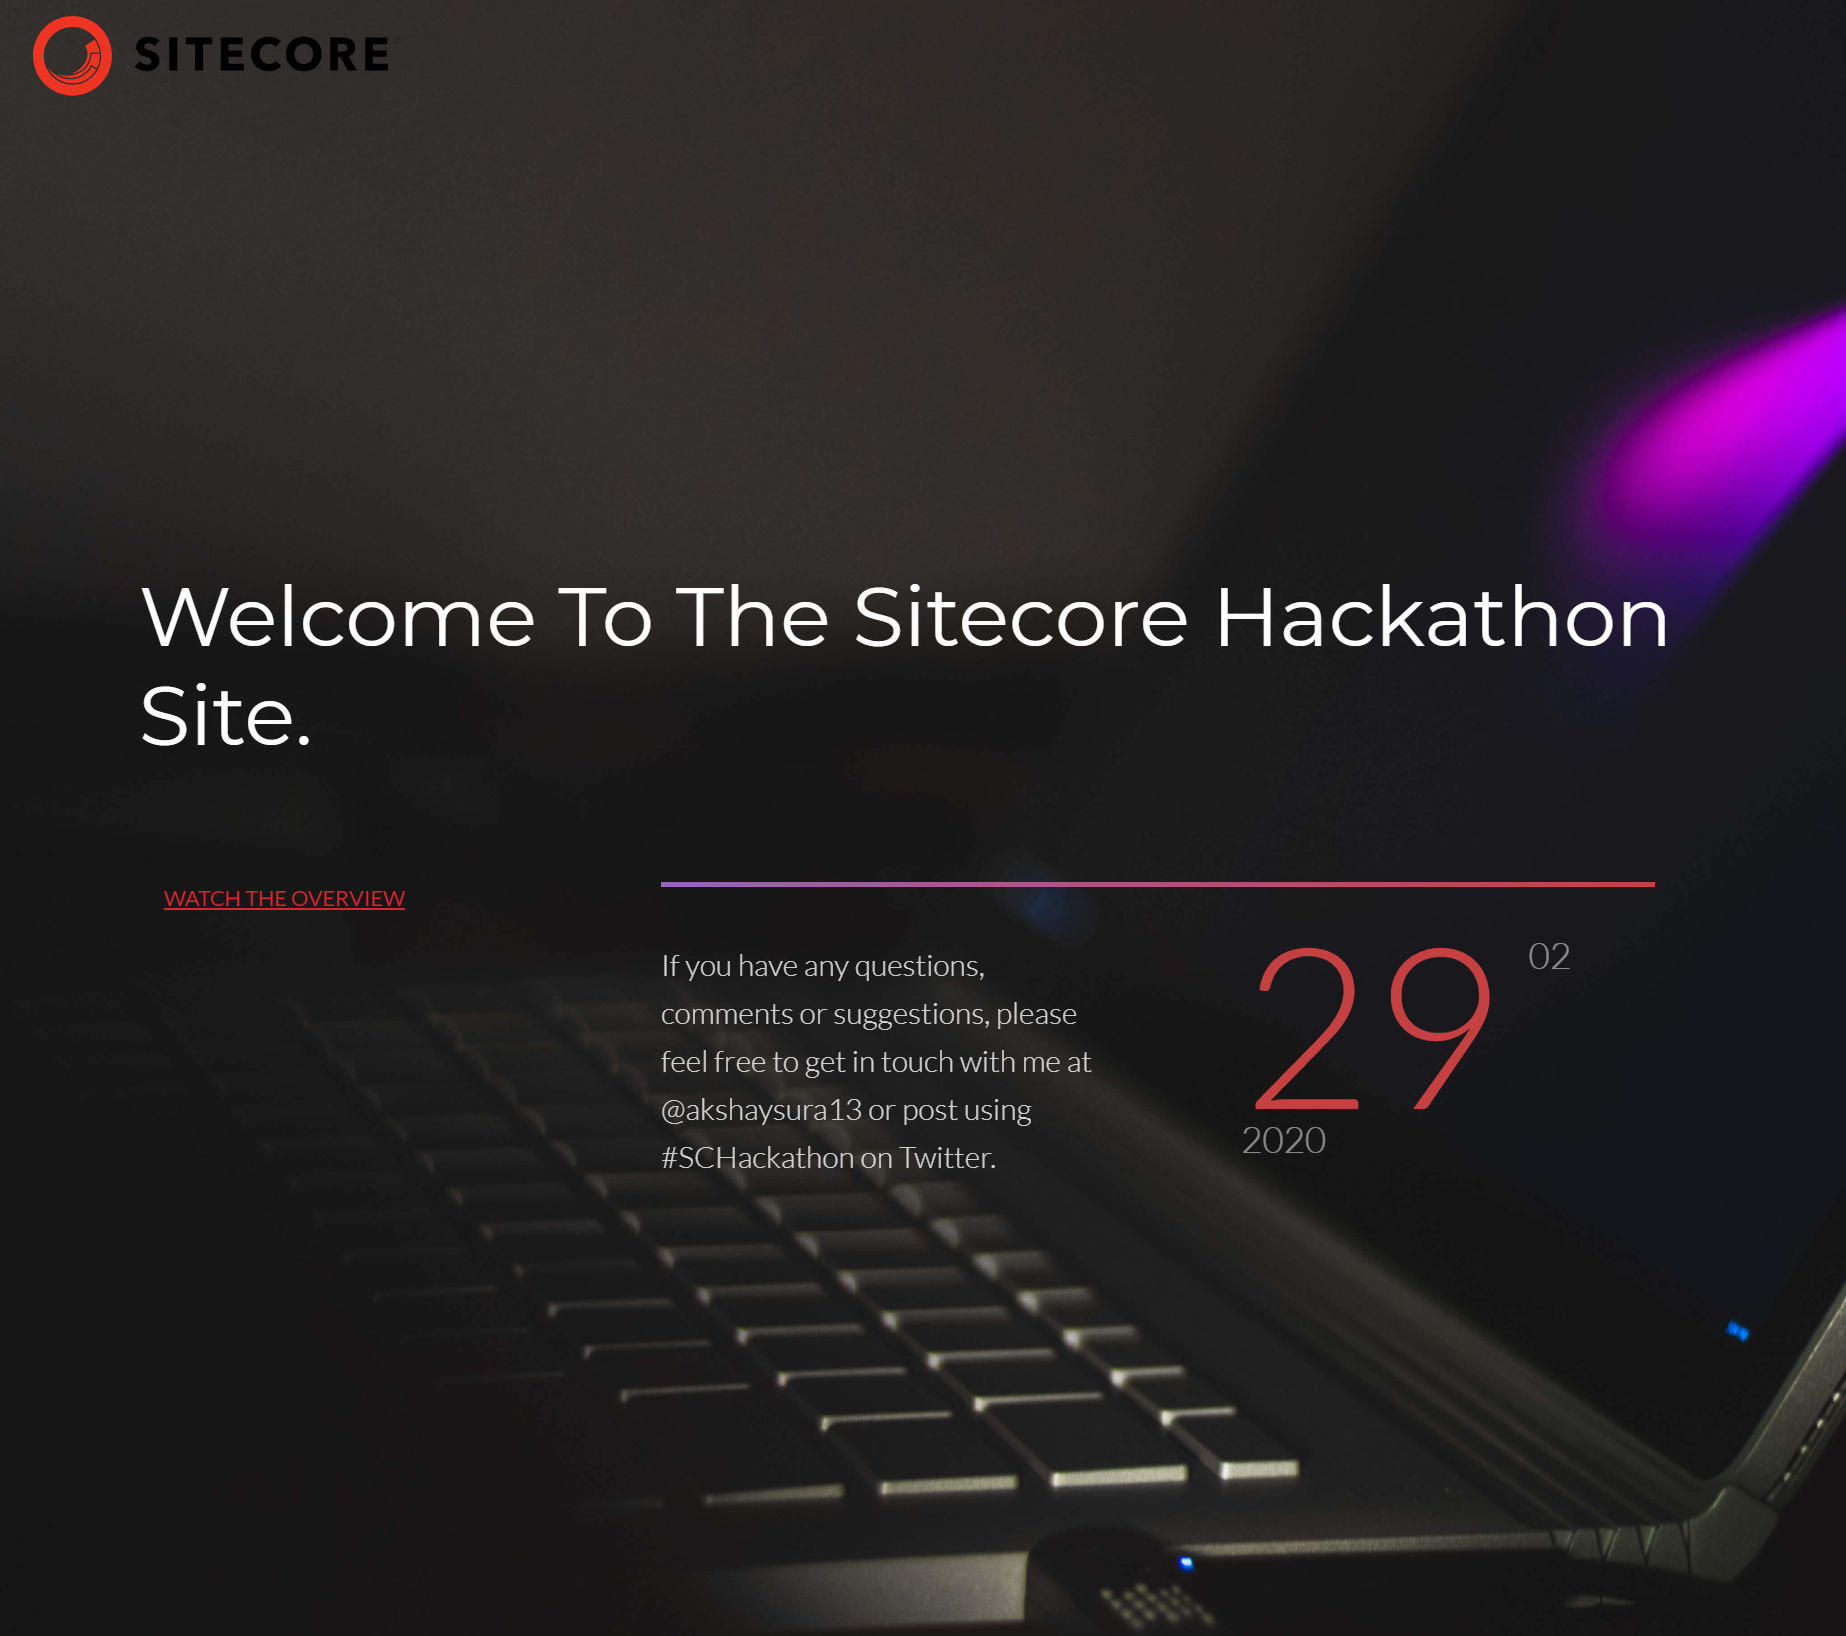 SITECORE
Welcome To The Sitecore Hackathon
Site.
WATCH THE OVERVIEW
If you have any questions,
comments or suggestions, please
feel free to get in touch with me at
@akshaysura13 or post using
#SCHackathon on Twitter.
29
02
2020